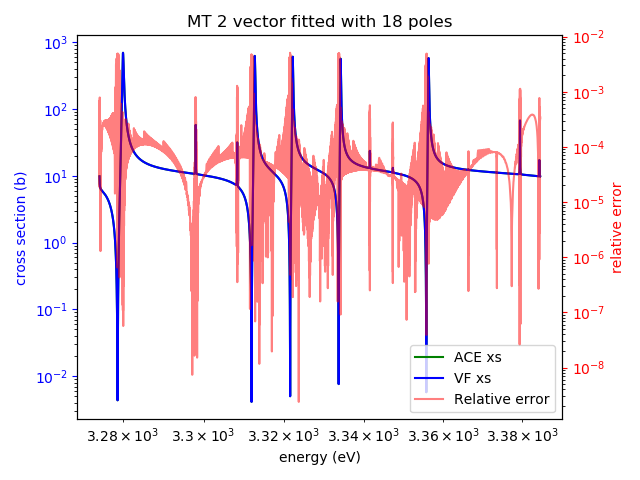 MT 2 vector fitted with 18 poles
10³
10²
10¹
10⁰
10⁻¹
10⁻²
cross section (b)
10⁻²
10⁻³
10⁻⁴
10⁻⁵
10⁻⁶
10⁻⁷
10⁻⁸
relative error
ACE xs
VF xs
Relative error
3.28 × 10³ 3.3 × 10³ 3.32 × 10³ 3.34 × 10³ 3.36 × 10³ 3.38 × 10³
energy (eV)